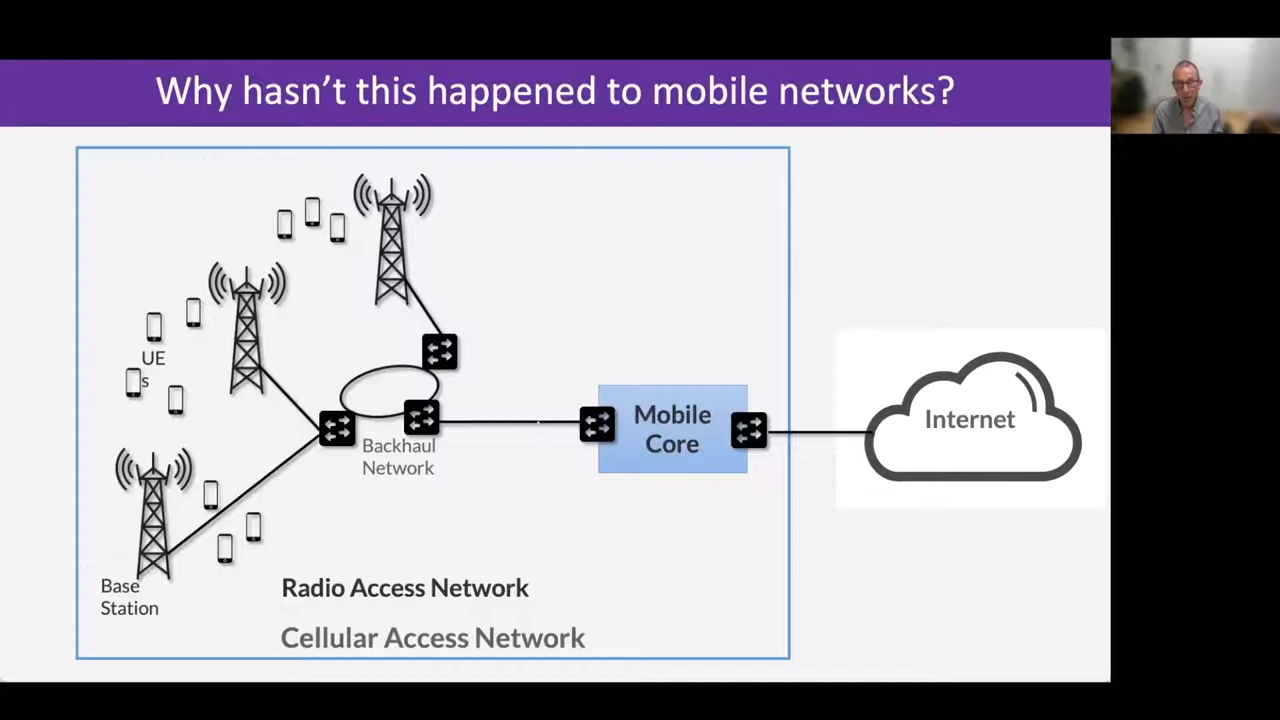 Why hasn't this happened to mobile networks?
UE
s
Backhaul
Network
Mobile
Core
Internet
Base
Station
Radio Access Network
Cellular Access Network